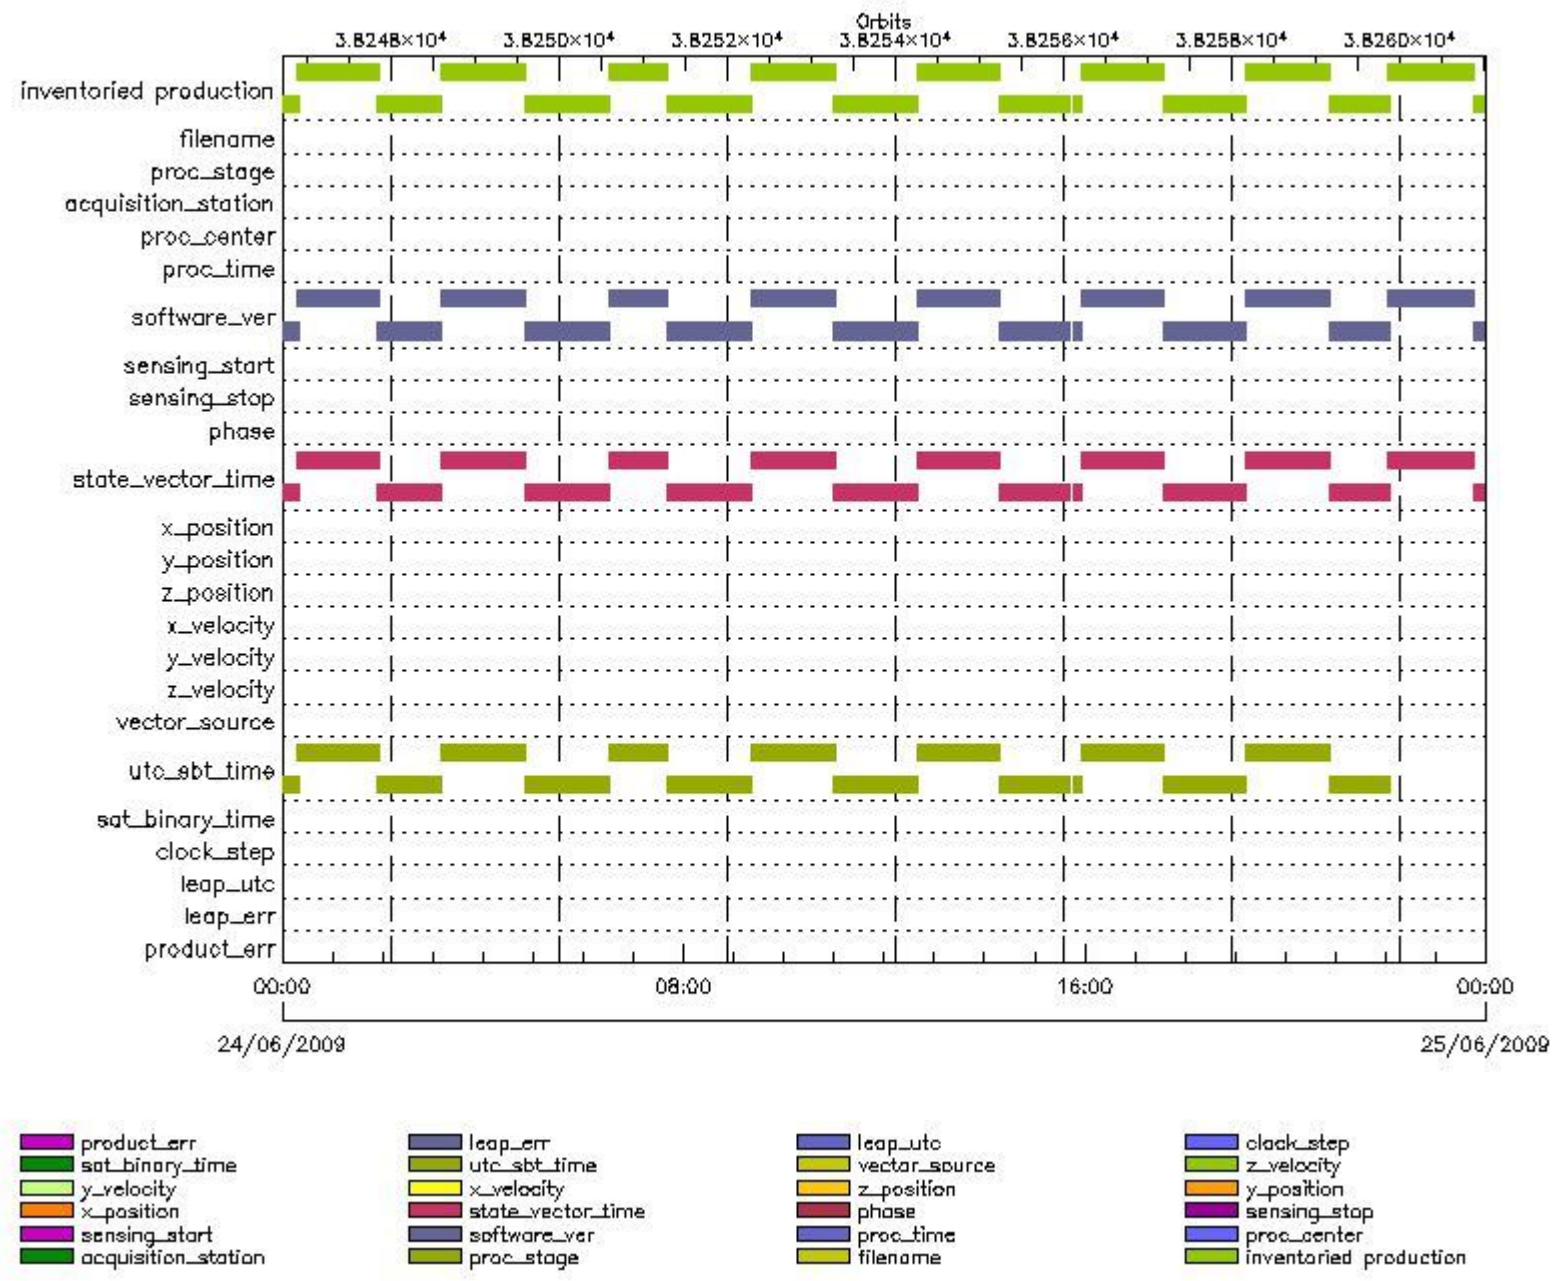 Orbits
3.8248×10⁴ 3.8250×10⁴ 3.8252×10⁴ 3.8254×10⁴ 3.8256×10⁴ 3.8258×10⁴ 3.8260×10⁴
inventoried production
filename
proc_stage
acquisition_station
proc_center
proc_time
software_ver
sensing_start
sensing_stop
phase
state_vector_time
x_position
y_position
z_position
x_velocity
y_velocity
z_velocity
vector_source
utc_sbt_time
sat_binary_time
clock_step
leap_utc
leap_err
product_err
00:00 08:00 16:00 00:00
24/06/2009 25/06/2009
product_err leap_err leap_utc clock_step
sat_binary_time utc_sbt_time vector_source z_velocity
y_velocity x_velocity z_position y_position
x_position state_vector_time phase sensing_stop
sensing_start software_ver proc_time proc_center
acquisition_station proc_stage filename inventoried production